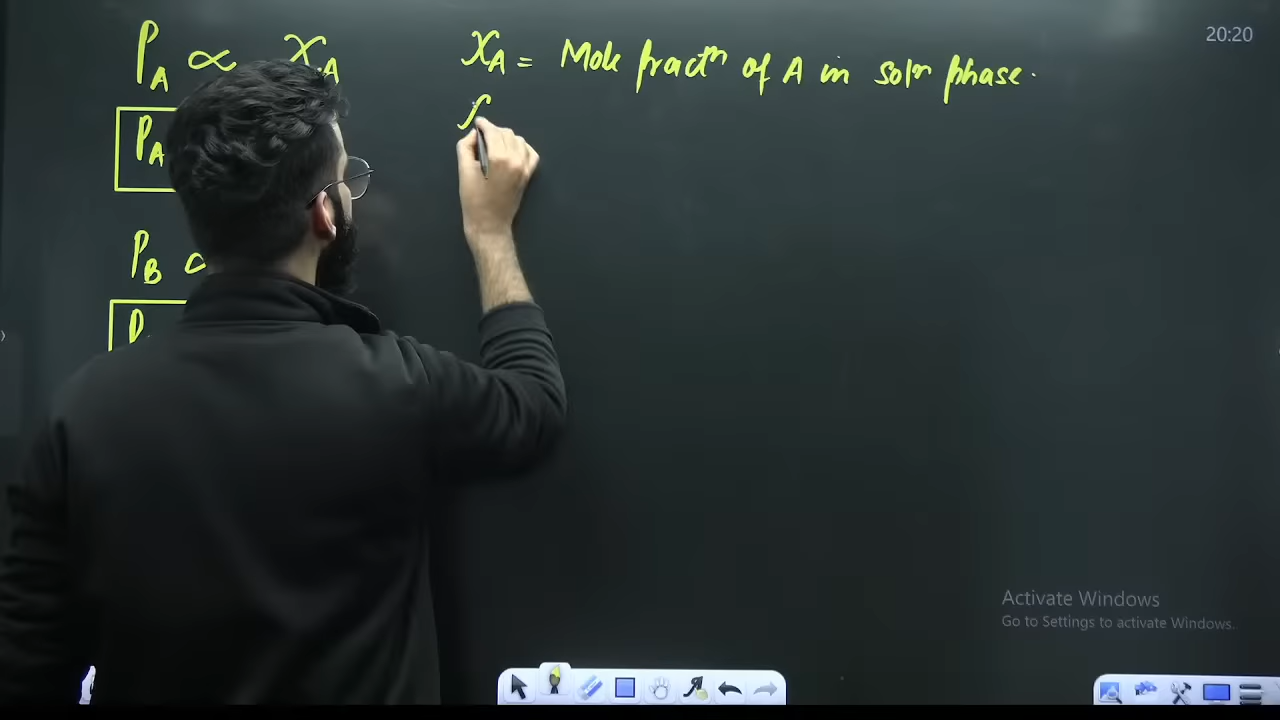 20:20
P_A ∝ X_A
X_A = Mole fractⁿ of A in solⁿ phase.
P_A
P_B
Activate Windows
Go to Settings to activate Windows.